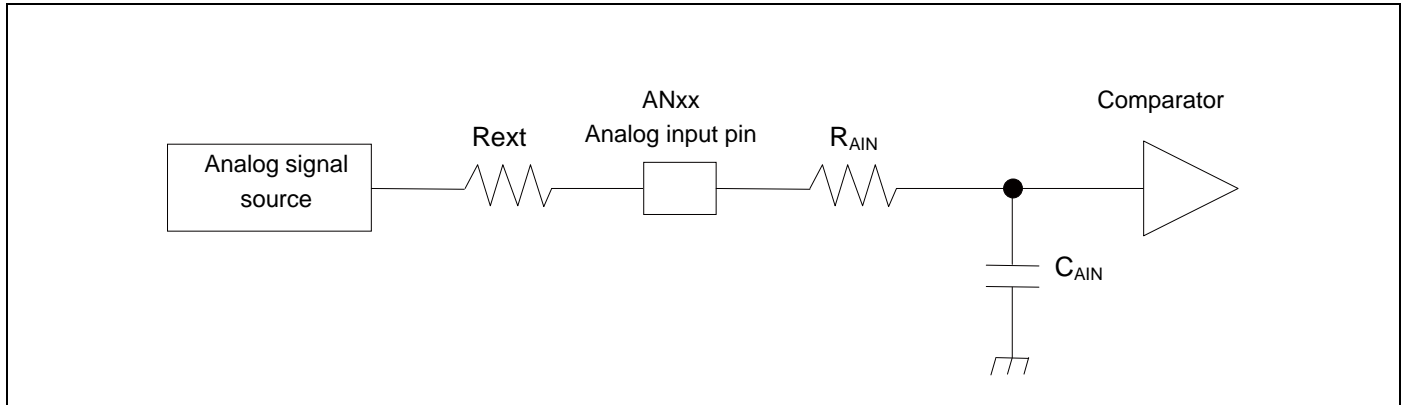 ANxx
Analog input pin
Comparator
Rext
RAIN
Analog signal
source
CAIN